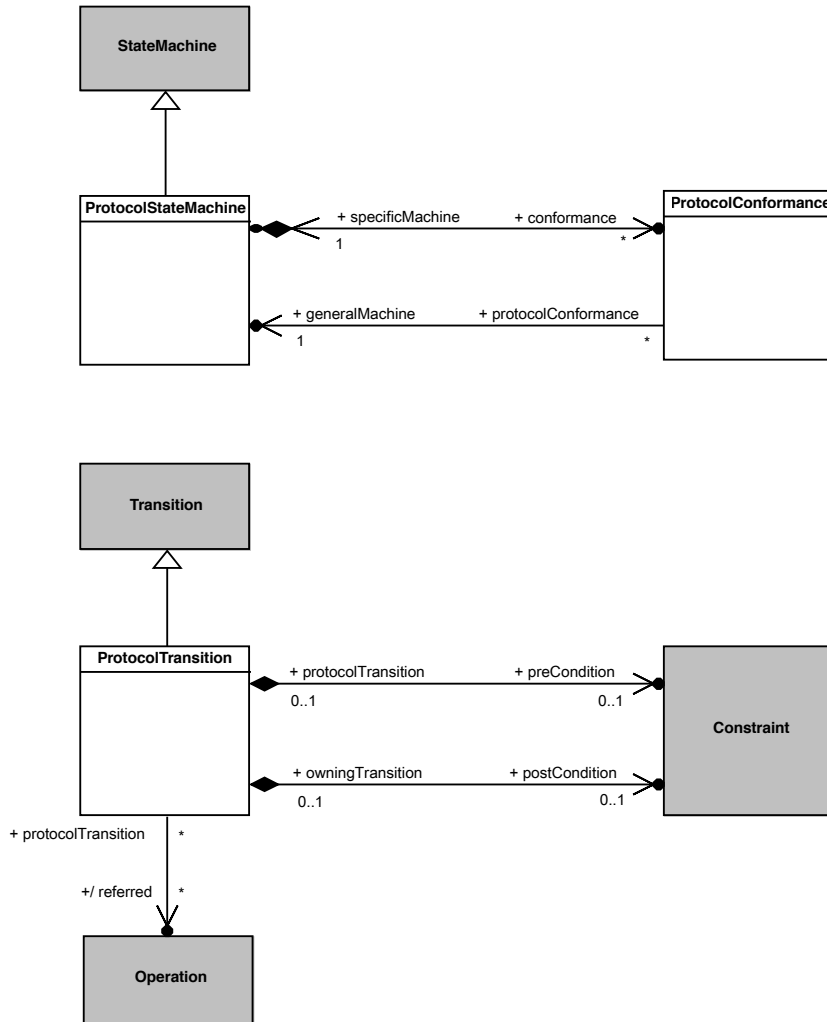 StateMachine
ProtocolStateMachine
ProtocolConformance
+ specificMachine
+ conformance
1
*
+ generalMachine
+ protocolConformance
1
*
Transition
ProtocolTransition
+ protocolTransition
+ preCondition
0..1
0..1
Constraint
+ owningTransition
+ postCondition
0..1
0..1
+ protocolTransition
*
+/ referred
*
Operation